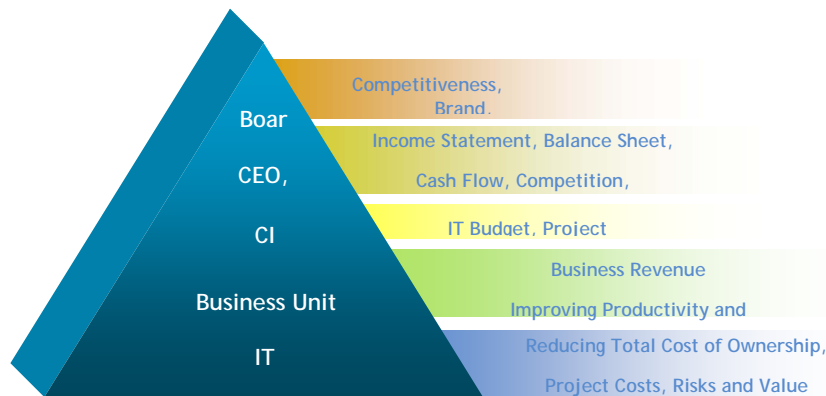 Competitiveness,
Brand,
Boar
Income Statement, Balance Sheet,
CEO,
Cash Flow, Competition,
CI
IT Budget, Project
Business Revenue
Business Unit
Improving Productivity and
IT
Reducing Total Cost of Ownership,
Project Costs, Risks and Value